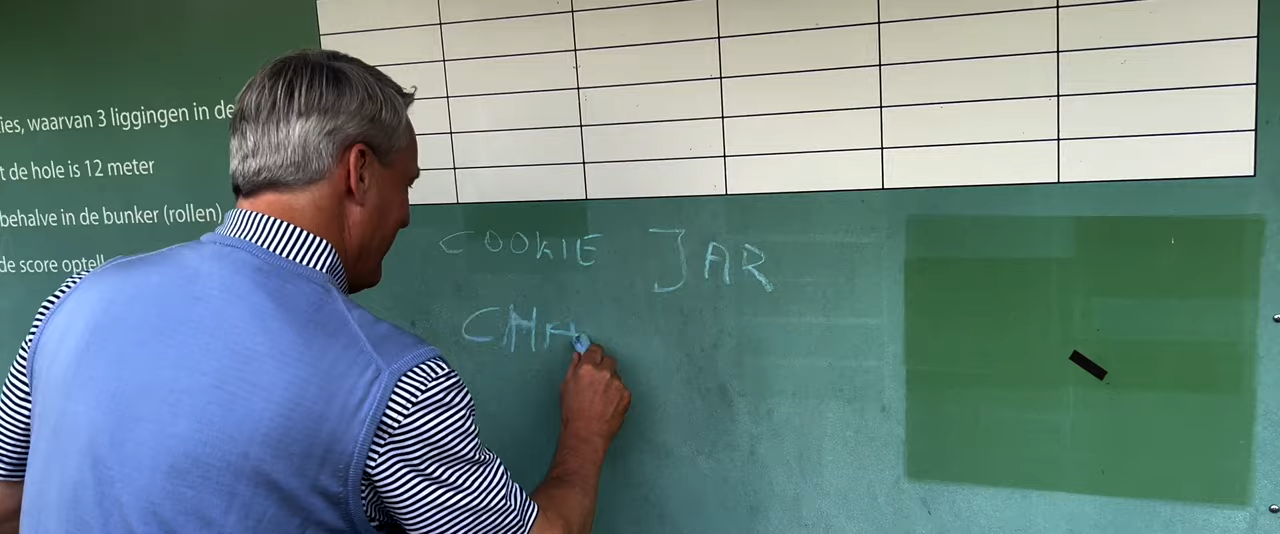 ies, waarvan 3 liggingen in de
t de hole is 12 meter
behalve in de bunker (rollen)
de score optell
COOKIE JAR
CHA